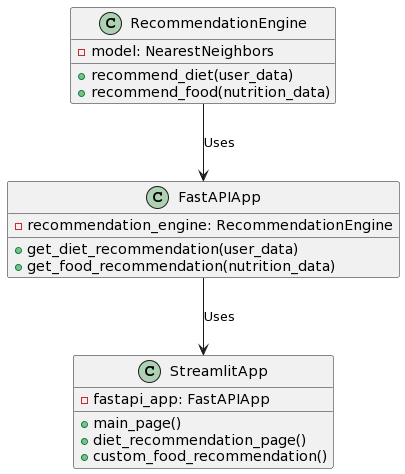 C RecommendationEngine
model: NearestNeighbors
recommend_diet(user_data)
recommend_food(nutrition_data)
Uses
C FastAPIApp
recommendation_engine: RecommendationEngine
get_diet_recommendation(user_data)
get_food_recommendation(nutrition_data)
Uses
C StreamlitApp
fastapi_app: FastAPIApp
main_page()
diet_recommendation_page()
custom_food_recommendation()